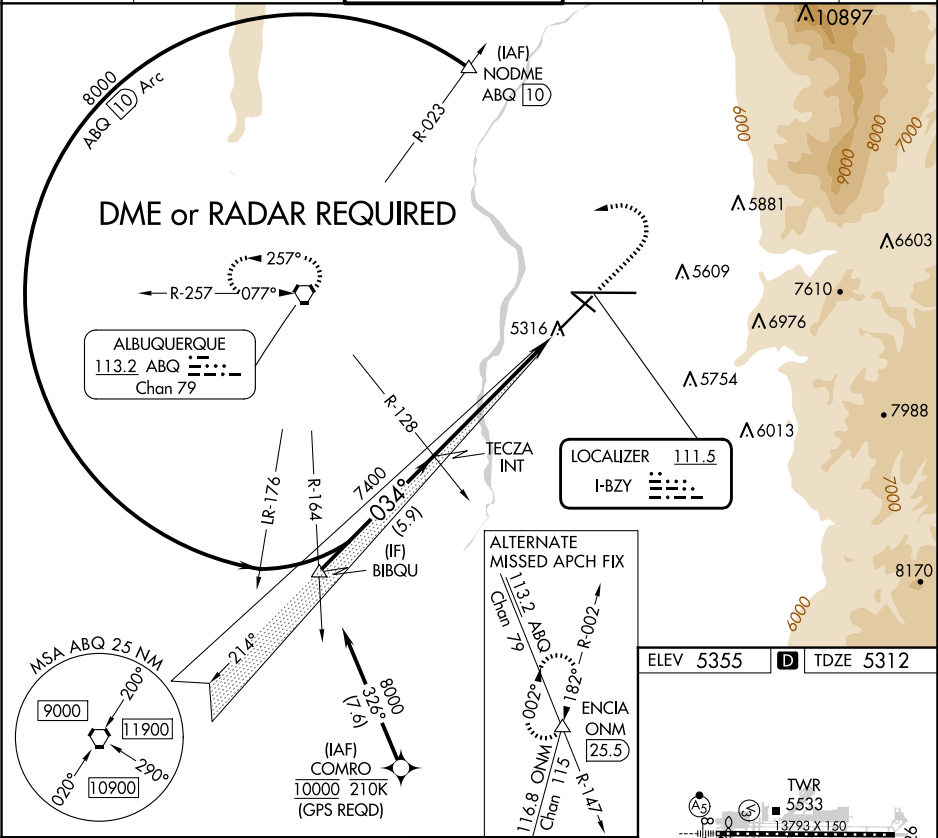 10897
(IAF)
NODME
ABQ 10
8000
ABQ 10 Arc
R-023
6000
8000
7000
9000
DME or RADAR REQUIRED
5881
6603
257°
R-257
077°
5609
7610
ALBUQUERQUE
113.2 ABQ
Chan 79
5316
6976
5754
7988
R-128
6013
TECZA
INT
LOCALIZER 111.5
I-BZY
7400
034°
(5.9)
LR-176
R-164
(IF)
BIBQU
7000
8170
6000
ALTERNATE
MISSED APCH FIX
113.2 ABQ
Chan 79
R-002
002°
182°
ENCIA
ONM
25.5
116.8 ONM
Chan 115
R-147
214°
MSA ABQ 25 NM
200°
9000
11900
020°
290°
10900
8000
326°
(7.6)
(IAF)
COMRO
10000 210K
(GPS REQD)
ELEV 5355
D
TDZE 5312
TWR
5533
A5
13793 X 150
26